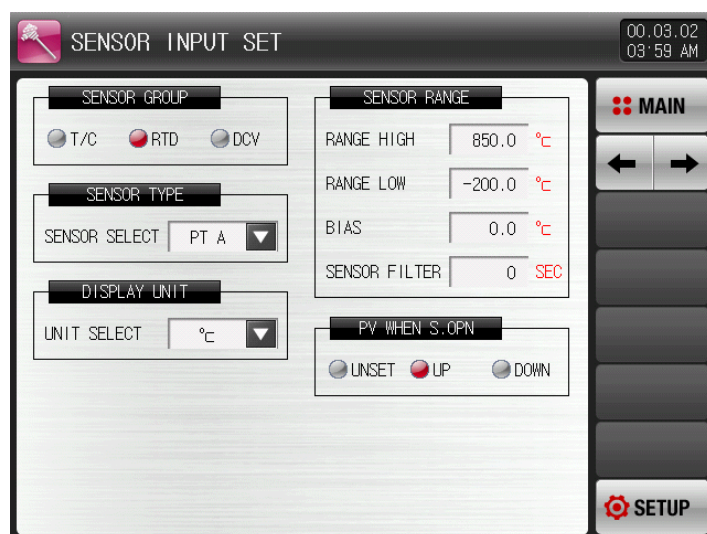 SENSOR INPUT SET
00.03.02
03:59 AM
SENSOR GROUP
T/C RTD DCV
SENSOR TYPE
SENSOR SELECT PT A
DISPLAY UNIT
UNIT SELECT ℃
SENSOR RANGE
RANGE HIGH 850.0 ℃
RANGE LOW -200.0 ℃
BIAS 0.0 ℃
SENSOR FILTER 0 SEC
PV WHEN S.OPN
UNSET UP DOWN
MAIN
SETUP